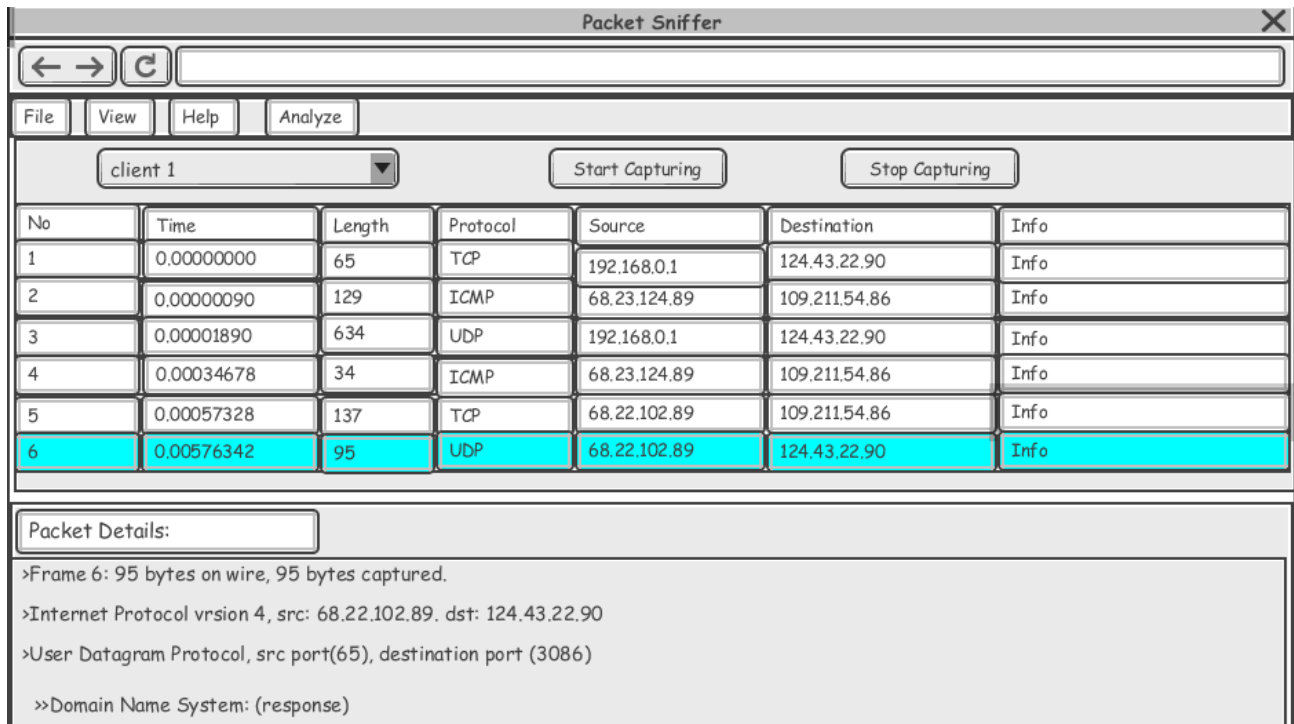 Packet Sniffer
File View Help Analyze
client 1 Start Capturing Stop Capturing
No Time Length Protocol Source Destination Info
1 0.00000000 65 TCP 192.168.0.1 124.43.22.90 Info
2 0.00000090 129 ICMP 68.23.124.89 109.211.54.86 Info
3 0.00001890 634 UDP 192.168.0.1 124.43.22.90 Info
4 0.00034678 34 ICMP 68.23.124.89 109.211.54.86 Info
5 0.00057328 137 TCP 68.22.102.89 109.211.54.86 Info
6 0.00576342 95 UDP 68.22.102.89 124.43.22.90 Info
Packet Details:
>Frame 6: 95 bytes on wire, 95 bytes captured.
>Internet Protocol vrsion 4, src: 68.22.102.89. dst: 124.43.22.90
>User Datagram Protocol, src port(65), destination port (3086)
>>Domain Name System: (response)